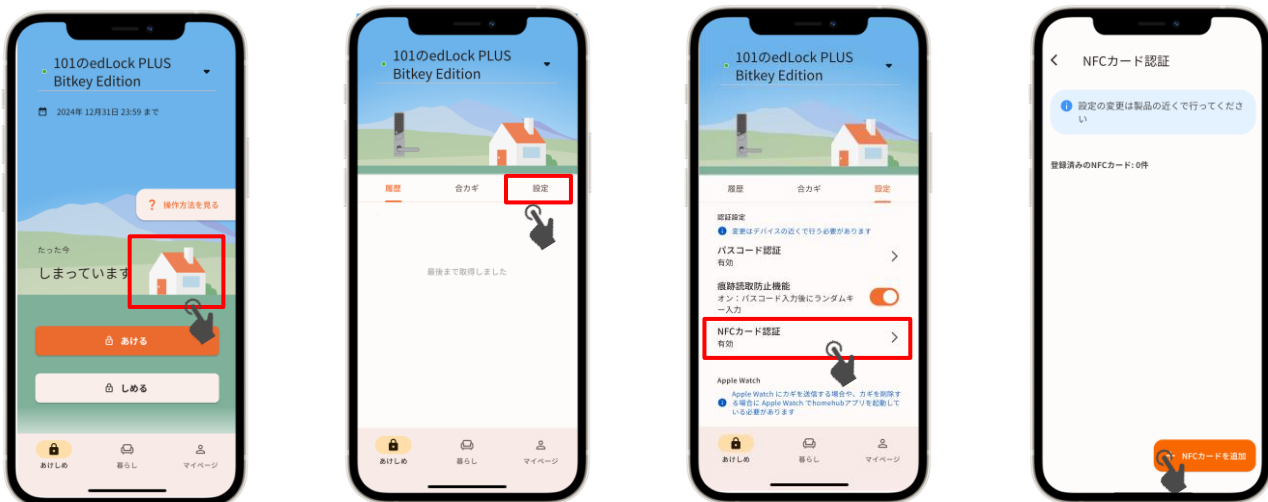 101のedLock PLUS
Bitkey Edition
2024年 12月31日 23:59 まで
? 操作方法を見る
たった今
しまっています
あける
しめる
あけしめ
暮らし
マイページ
101のedLock PLUS
Bitkey Edition
履歴
合カギ
設定
最後まで取得しました
あけしめ
暮らし
マイページ
101のedLock PLUS
Bitkey Edition
履歴
合カギ
設定
認証設定
変更はデバイスの近くで行う必要があります
パスコード認証
有効
痕跡読取防止機能
オン：パスコード入力後にランダムキ
ー入力
NFCカード認証
有効
Apple Watch
Apple Watch にカギを送信する場合や、カギを削除す
る場合に Apple Watch でhomehubアプリを起動して
いる必要があります
あけしめ
暮らし
マイページ
NFCカード認証
設定の変更は製品の近くで行ってくださ
い
登録済みのNFCカード: 0件
NFCカードを追加